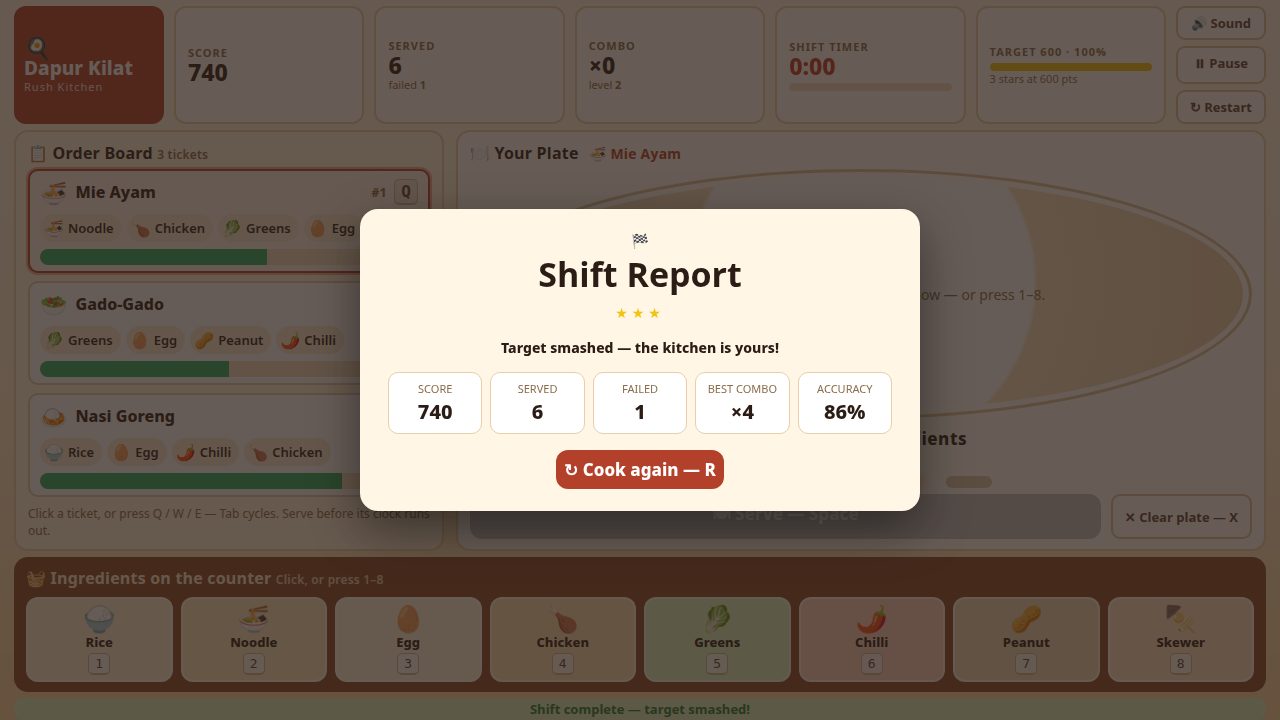 Dapur Kilat
Rush Kitchen
SCORE
740
SERVED
6
failed 1
COMBO
×0
level 2
SHIFT TIMER
0:00
TARGET 600 · 100%
3 stars at 600 pts
Sound
Pause
↻ Restart
Order Board 3 tickets
Mie Ayam #1 Q
Noodle Chicken Greens Egg
Gado-Gado
Greens Egg Peanut Chilli
Nasi Goreng
Rice Egg Chilli Chicken
Click a ticket, or press Q / W / E — Tab cycles. Serve before its clock runs
out.
Your Plate Mie Ayam
ow — or press 1–8.
ients
Serve — Space
✕ Clear plate — X
Shift Report
★ ★ ★
Target smashed — the kitchen is yours!
SCORE
740
SERVED
6
FAILED
1
BEST COMBO
×4
ACCURACY
86%
↻ Cook again — R
Ingredients on the counter Click, or press 1–8
Rice
1
Noodle
2
Egg
3
Chicken
4
Greens
5
Chilli
6
Peanut
7
Skewer
8
Shift complete — target smashed!